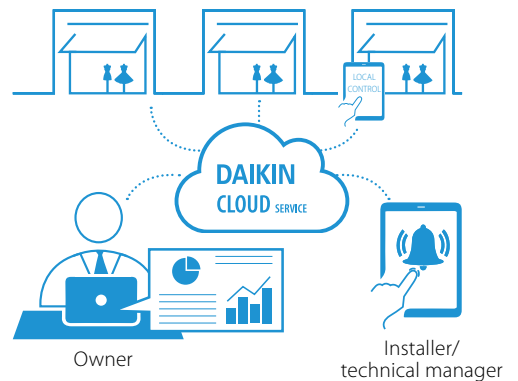 LOCAL
CONTROL
DAIKIN
CLOUD SERVICE
Owner
Installer/
technical manager